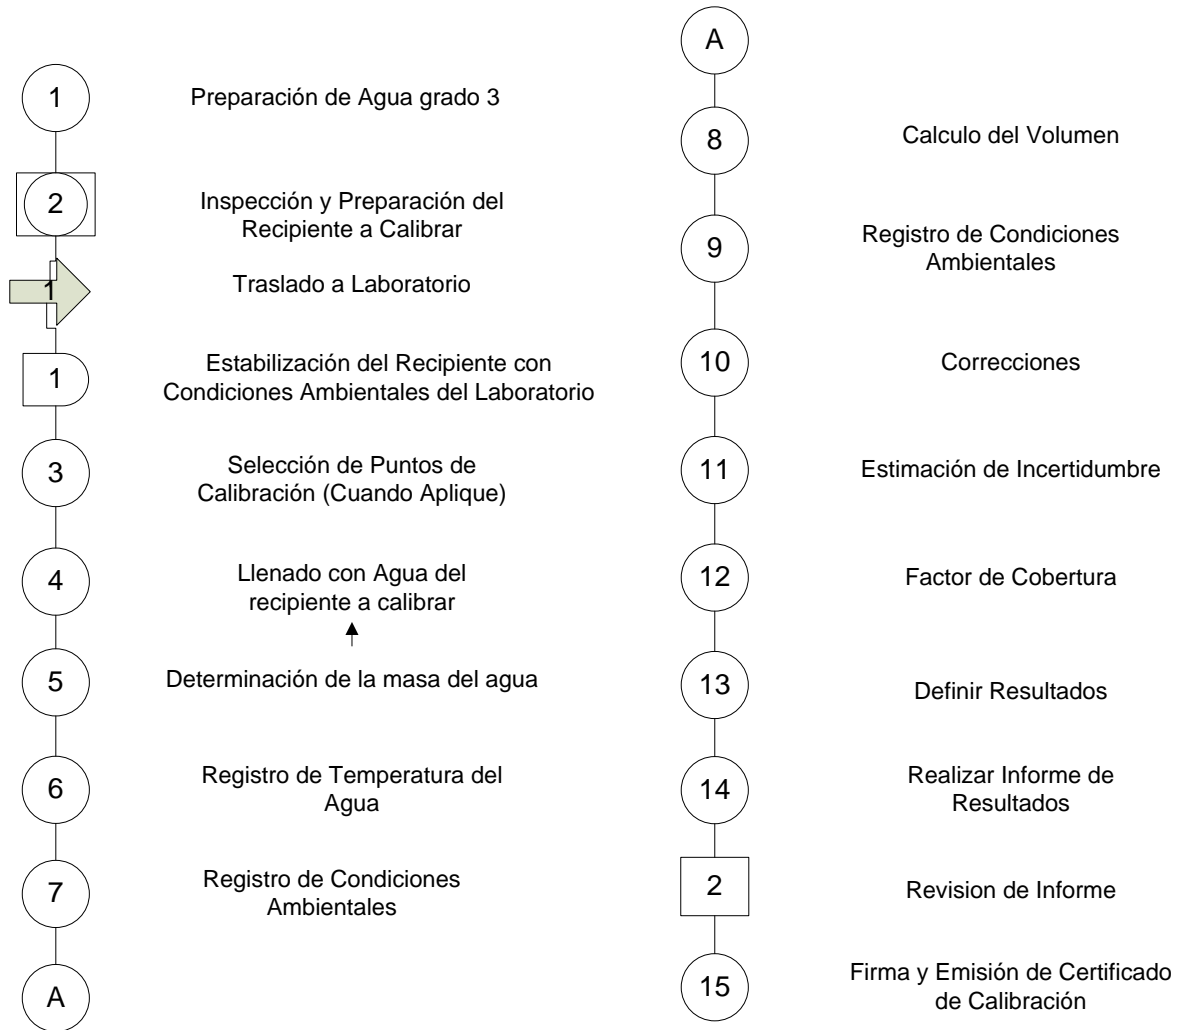 1
Preparación de Agua grado 3
2
Inspección y Preparación del
Recipiente a Calibrar
1
Traslado a Laboratorio
1
Estabilización del Recipiente con
Condiciones Ambientales del Laboratorio
3
Selección de Puntos de
Calibración (Cuando Aplique)
4
Llenado con Agua del
recipiente a calibrar
5
Determinación de la masa del agua
6
Registro de Temperatura del
Agua
7
Registro de Condiciones
Ambientales
A
A
8
Calculo del Volumen
9
Registro de Condiciones
Ambientales
10
Correcciones
11
Estimación de Incertidumbre
12
Factor de Cobertura
13
Definir Resultados
14
Realizar Informe de
Resultados
2
Revision de Informe
15
Firma y Emisión de Certificado
de Calibración